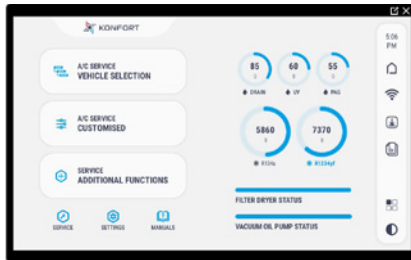 KONFORT
5:06
PM
A/C SERVICE
VEHICLE SELECTION
A/C SERVICE
CUSTOMISED
SERVICE
ADDITIONAL FUNCTIONS
SERVICE
SETTINGS
MANUALS
85
60
55
DRAIN
UV
PAG
5860
7370
R134a
R1234yf
FILTER DRYER STATUS
VACUUM OIL PUMP STATUS